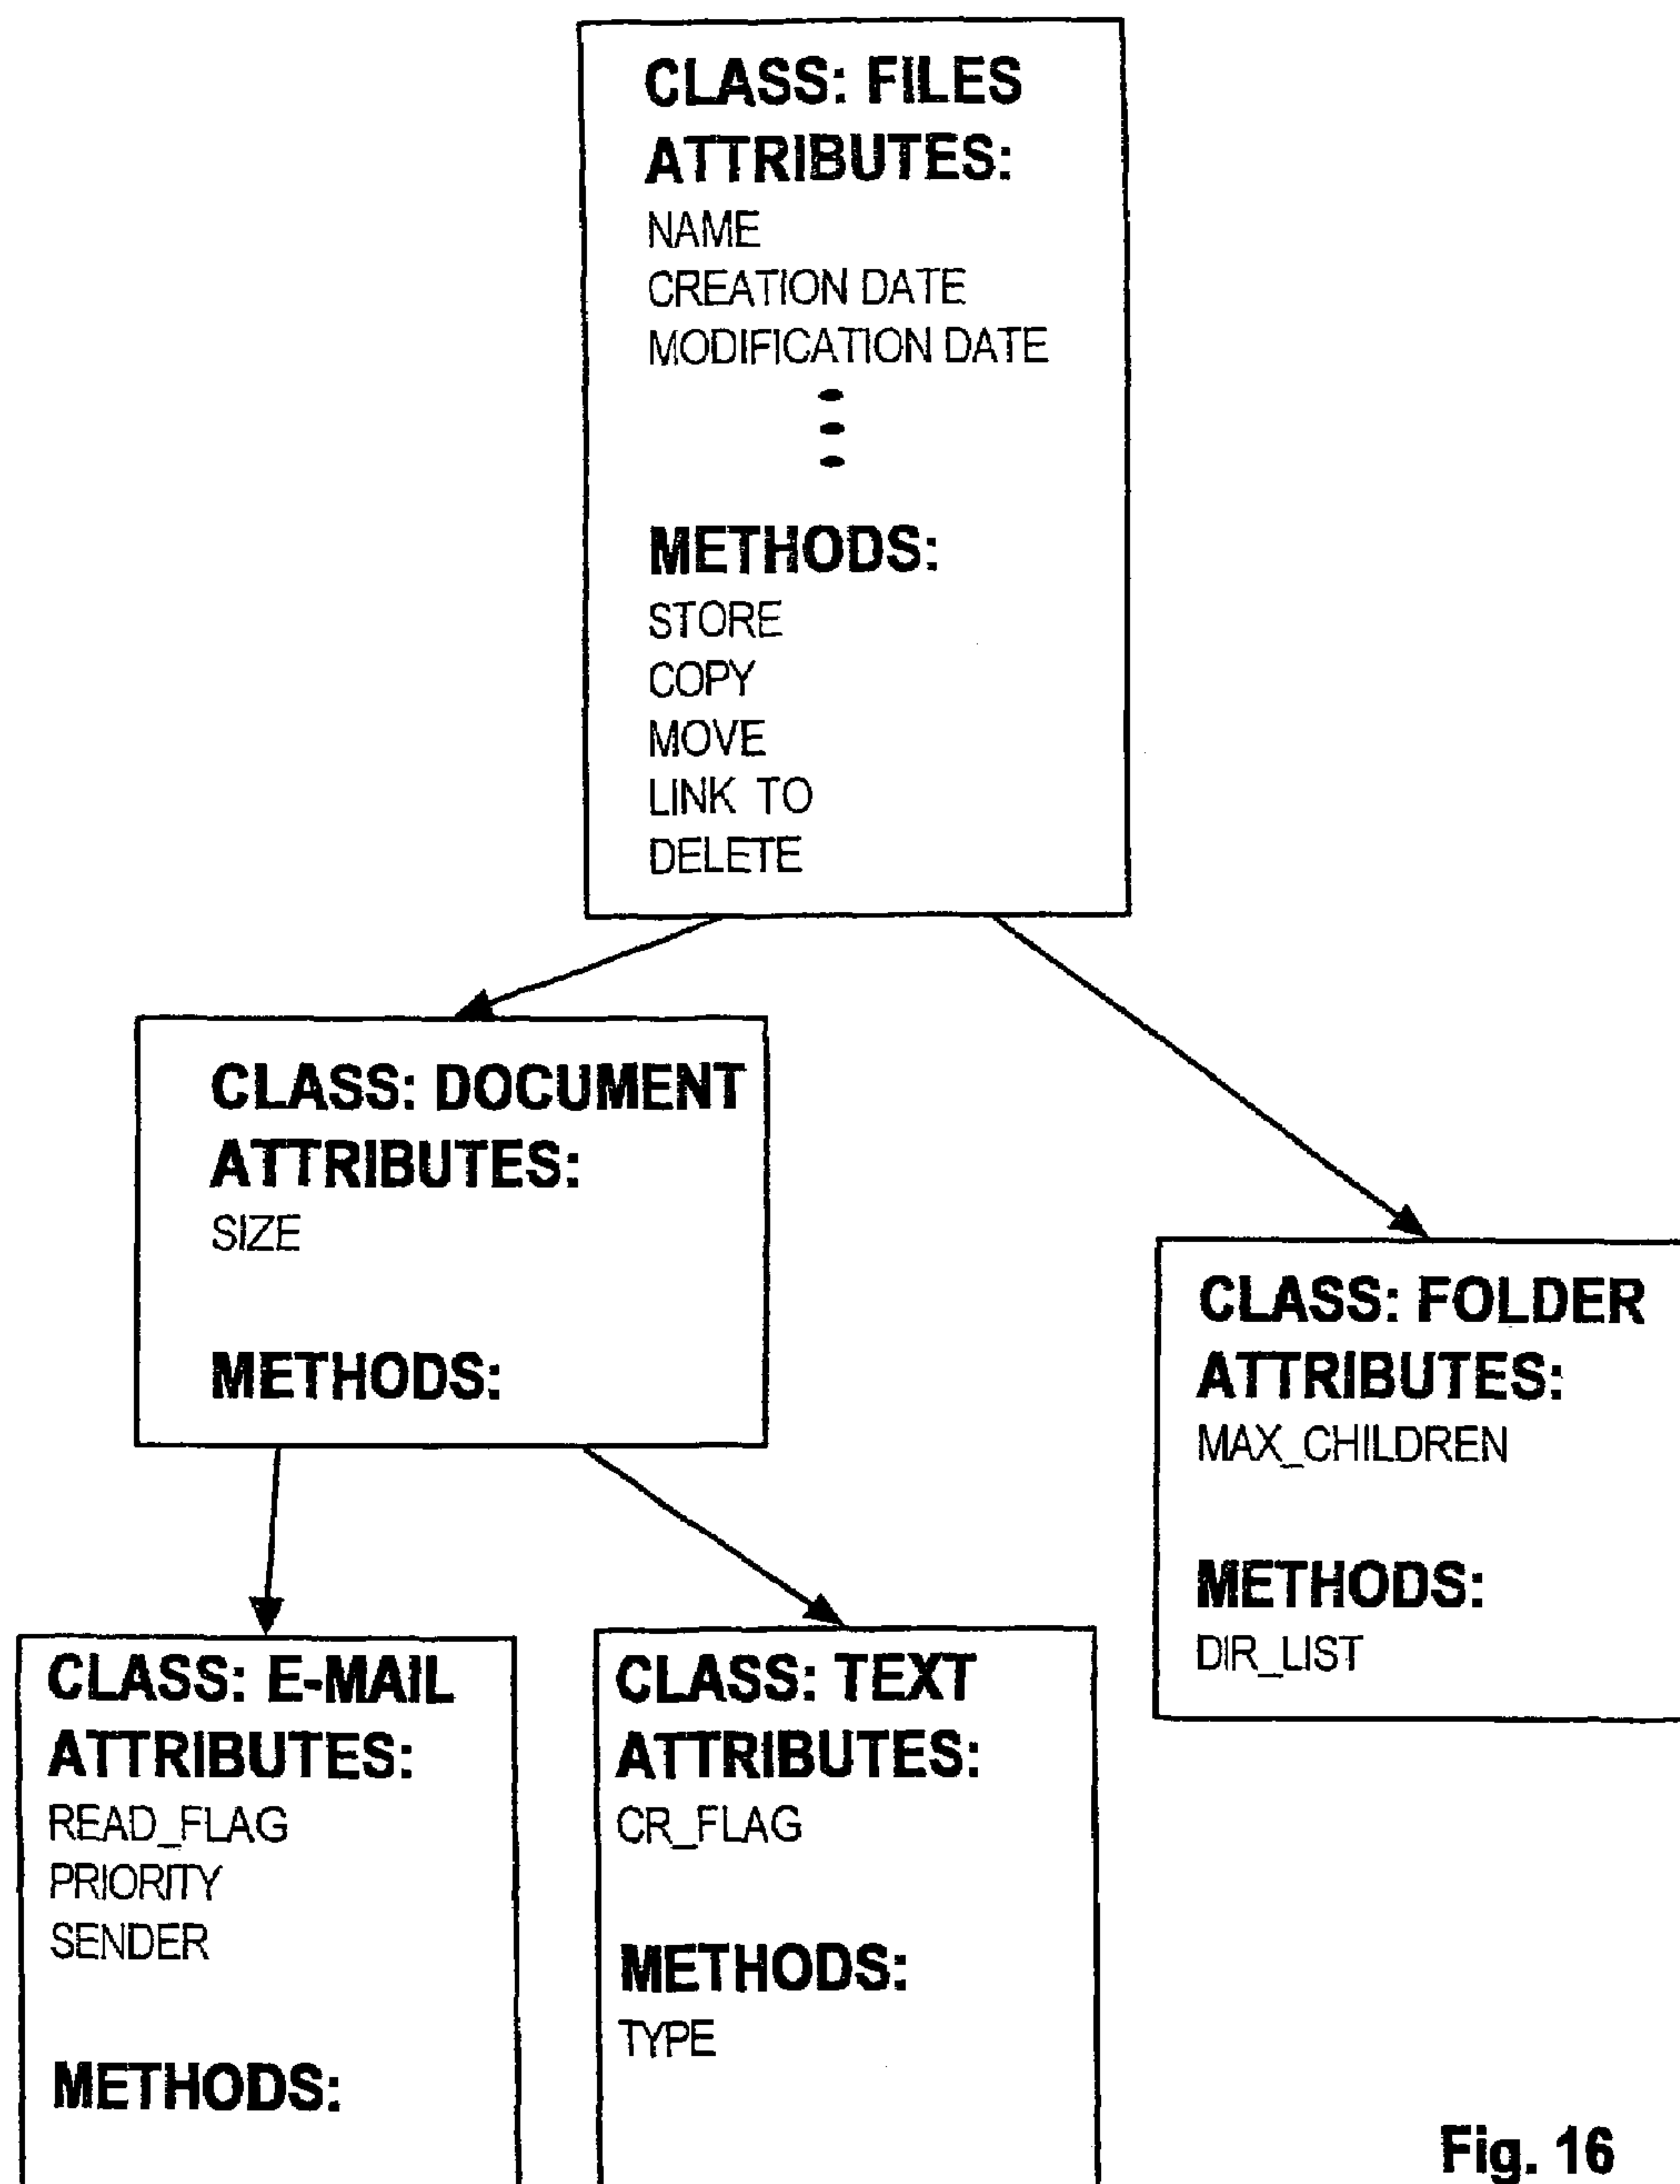 CLASS: FILES
ATTRIBUTES:
NAME
CREATION DATE
MODIFICATION DATE
METHODS:
STORE
COPY
MOVE
LINK TO
DELETE
CLASS: DOCUMENT
ATTRIBUTES:
SIZE
METHODS:
CLASS: FOLDER
ATTRIBUTES:
MAX_CHILDREN
METHODS:
DIR_LIST
CLASS: E-MAIL
ATTRIBUTES:
READ_FLAG
PRIORITY
SENDER
METHODS:
CLASS: TEXT
ATTRIBUTES:
CR_FLAG
METHODS:
TYPE
Fig. 16